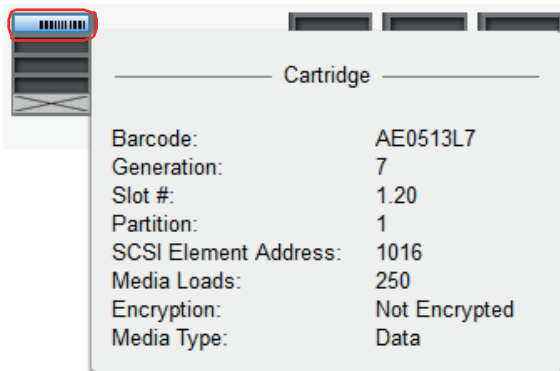 Cartridge
Barcode: AE0513L7
Generation: 7
Slot #: 1.20
Partition: 1
SCSI Element Address: 1016
Media Loads: 250
Encryption: Not Encrypted
Media Type: Data